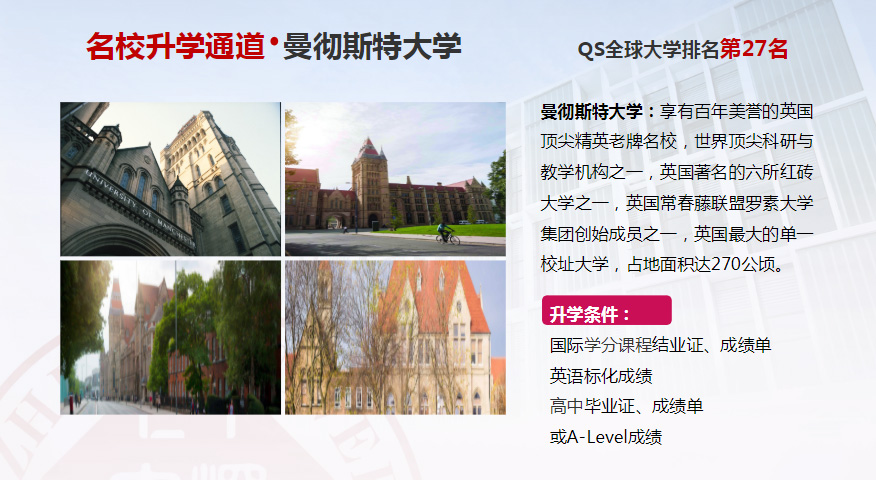 名校升学通道•曼彻斯特大学
QS全球大学排名第27名
UNIVERSITY OF MANCHESTER
曼彻斯特大学：享有百年美誉的英国
顶尖精英老牌名校，世界顶尖科研与
教学机构之一，英国著名的六所红砖
大学之一，英国常春藤联盟罗素大学
集团创始成员之一，英国最大的单一
校址大学，占地面积达270公顷。
升学条件：
国际学分课程结业证、成绩单
英语标化成绩
高中毕业证、成绩单
或A-Level成绩